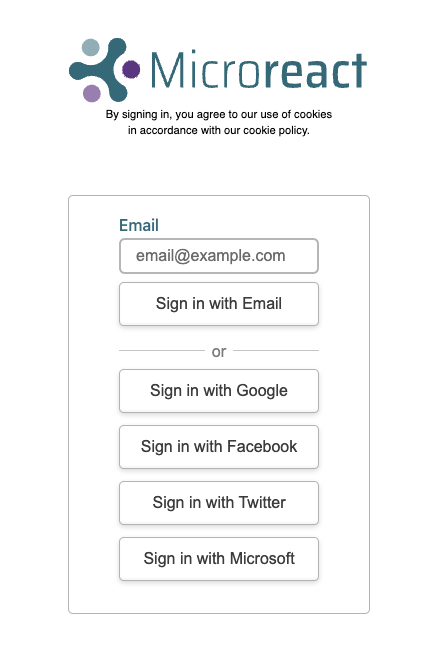 Microreact
By signing in, you agree to our use of cookies
in accordance with our cookie policy.
Email
email@example.com
Sign in with Email
or
Sign in with Google
Sign in with Facebook
Sign in with Twitter
Sign in with Microsoft